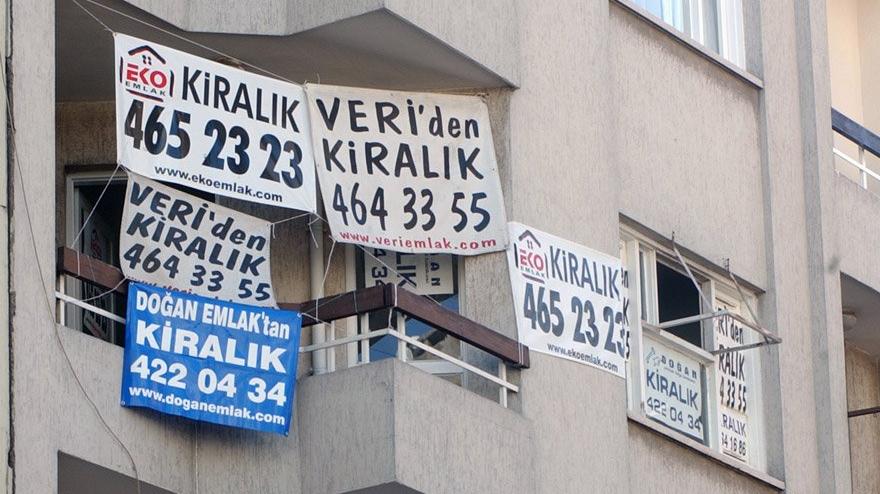 EKO
EMLAK
KİRALIK
465 23 23
www.ekoemlak.com
VERİ'den
KİRALIK
464 33 55
www.veriemlak.com
VERİ'den
KİRALIK
464 33 55
DOĞAN EMLAK'tan
KİRALIK
422 04 34
www.doganemlak.com
EKO
EMLAK
KİRALIK
465 23 23
www.ekoemlak.com
DOĞAN
KİRALIK
422 04 34